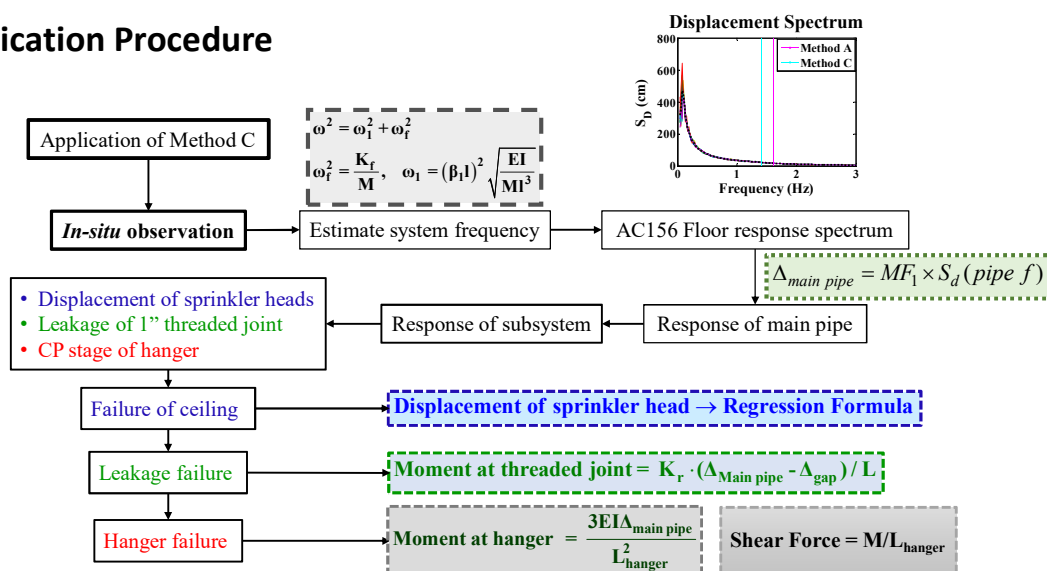 ication Procedure
Displacement Spectrum
800
600
400
200
0
S_D (cm)
Method A
Method C
0 1 2 3
Frequency (Hz)
Application of Method C
ω² = ω₁² + ω_f²
ω_f² = K_f / M, ω₁ = (β₁l)² √(EI / Ml³)
In-situ observation
Estimate system frequency
AC156 Floor response spectrum
Δ_main pipe = MF₁ × S_d (pipe f)
• Displacement of sprinkler heads
• Leakage of 1” threaded joint
• CP stage of hanger
Response of subsystem
Response of main pipe
Failure of ceiling
Displacement of sprinkler head → Regression Formula
Leakage failure
Moment at threaded joint = K_r · (Δ_Main pipe - Δ_gap) / L
Hanger failure
Moment at hanger = 3EIΔ_main pipe / L²_hanger
Shear Force = M/L_hanger